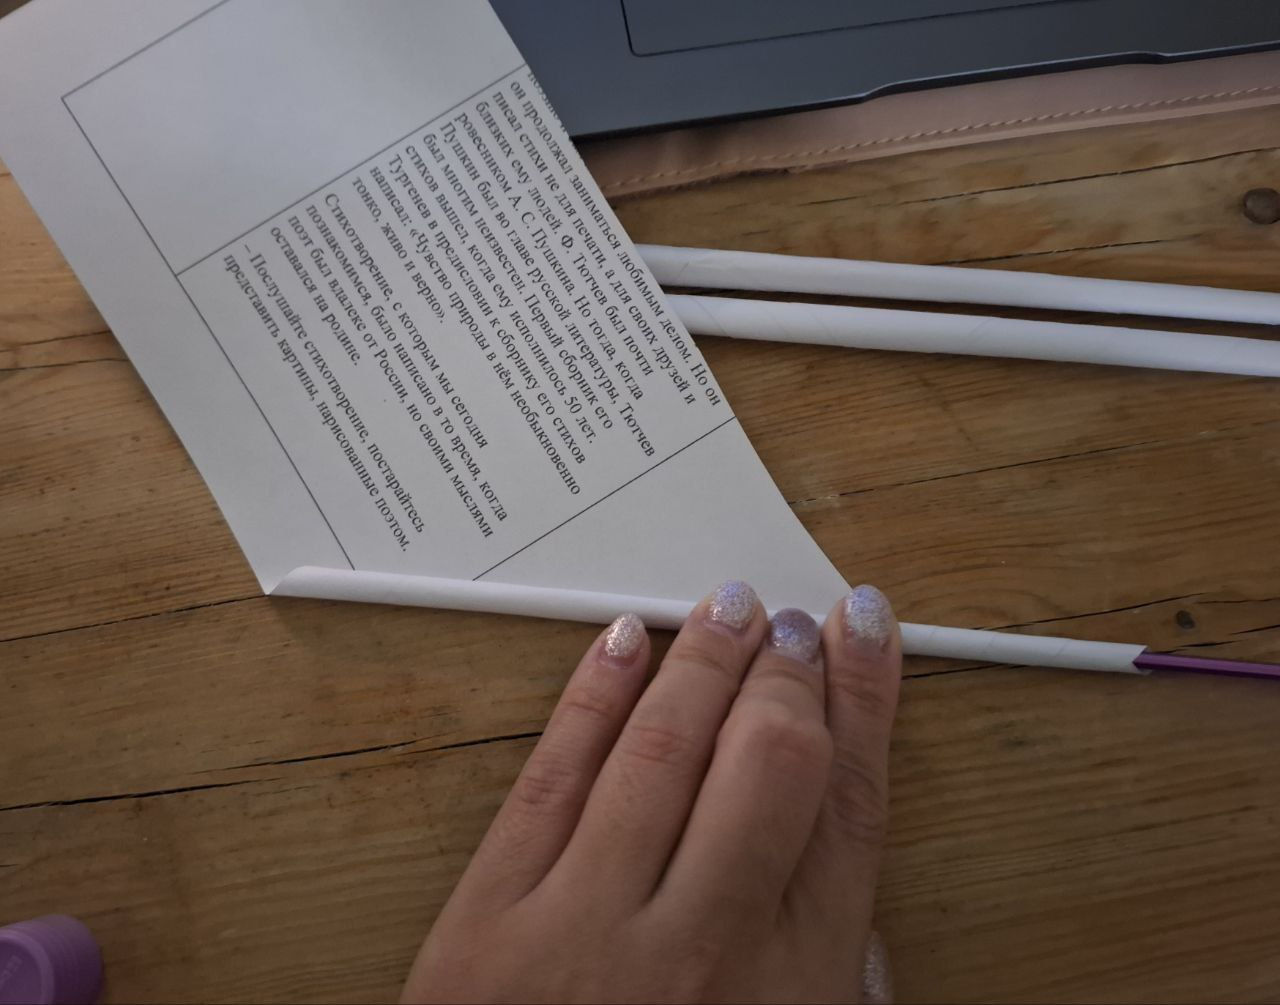 он продолжал заниматься любимым делом. Но он
писал стихи не для печати, а для своих друзей и
близких ему людей. Ф. Тютчев был почти
ровесником А. С. Пушкина. Но тогда, когда
Пушкин был во главе русской литературы, Тютчев
был многим неизвестен. Первый сборник его
стихов вышел, когда ему исполнилось 50 лет.
Тургенев в предисловии к сборнику его стихов
написал: «Чувство природы в нём необыкновенно
тонко, живо и верно».
Стихотворение, с которым мы сегодня
познакомимся, было написано в то время, когда
поэт был вдалеке от России, но своими мыслями
оставался на родине.
– Послушайте стихотворение, постарайтесь
представить картины, нарисованные поэтом.